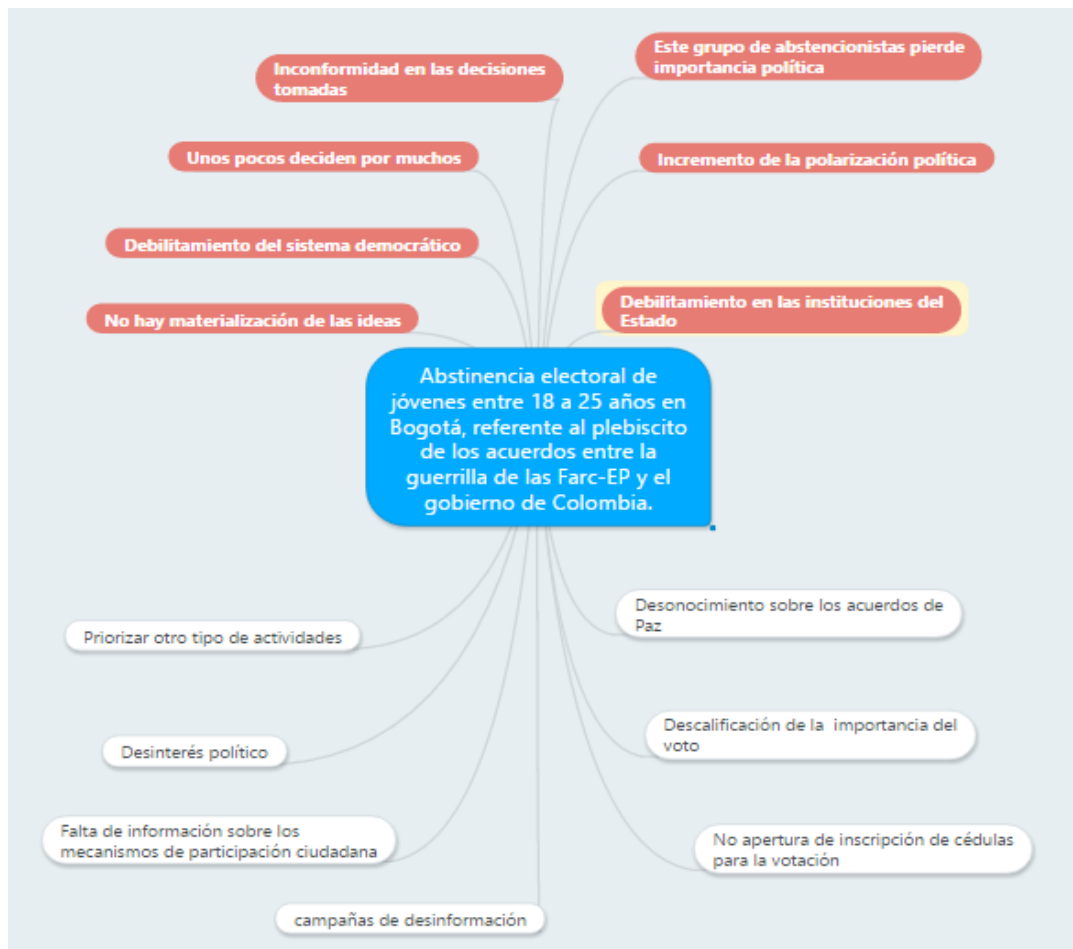 Inconformidad en las decisiones
tomadas
Este grupo de abstencionistas pierde
importancia política
Unos pocos deciden por muchos
Incremento de la polarización política
Debilitamiento del sistema democrático
No hay materialización de las ideas
Debilitamiento en las instituciones del
Estado
Abstinencia electoral de
jóvenes entre 18 a 25 años en
Bogotá, referente al plebiscito
de los acuerdos entre la
guerrilla de las Farc-EP y el
gobierno de Colombia.
Priorizar otro tipo de actividades
Desonocimiento sobre los acuerdos de
Paz
Desinterés político
Descalificación de la importancia del
voto
Falta de información sobre los
mecanismos de participación ciudadana
No apertura de inscripción de cédulas
para la votación
campañas de desinformación